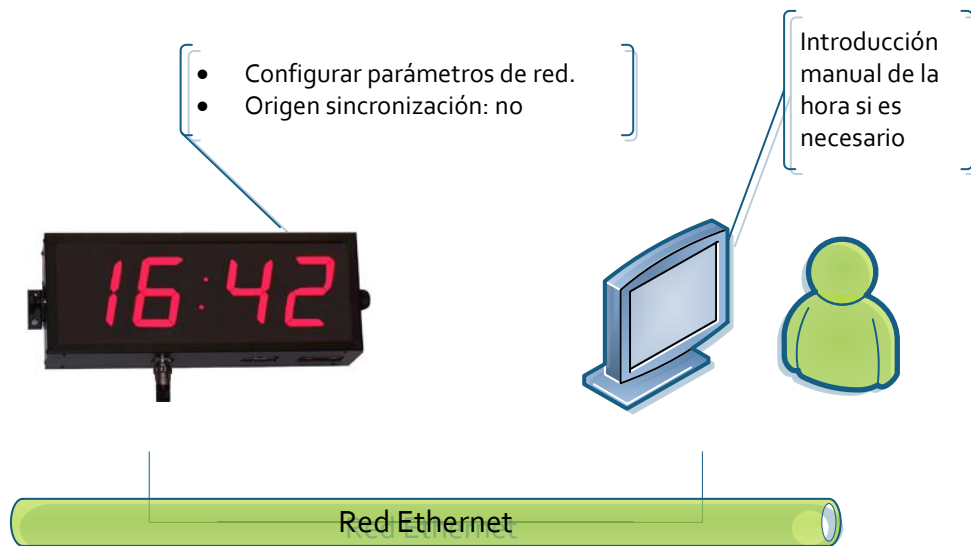 • Configurar parámetros de red.
• Origen sincronización: no
Introducción
manual de la
hora si es
necesario
16:42
Red Ethernet